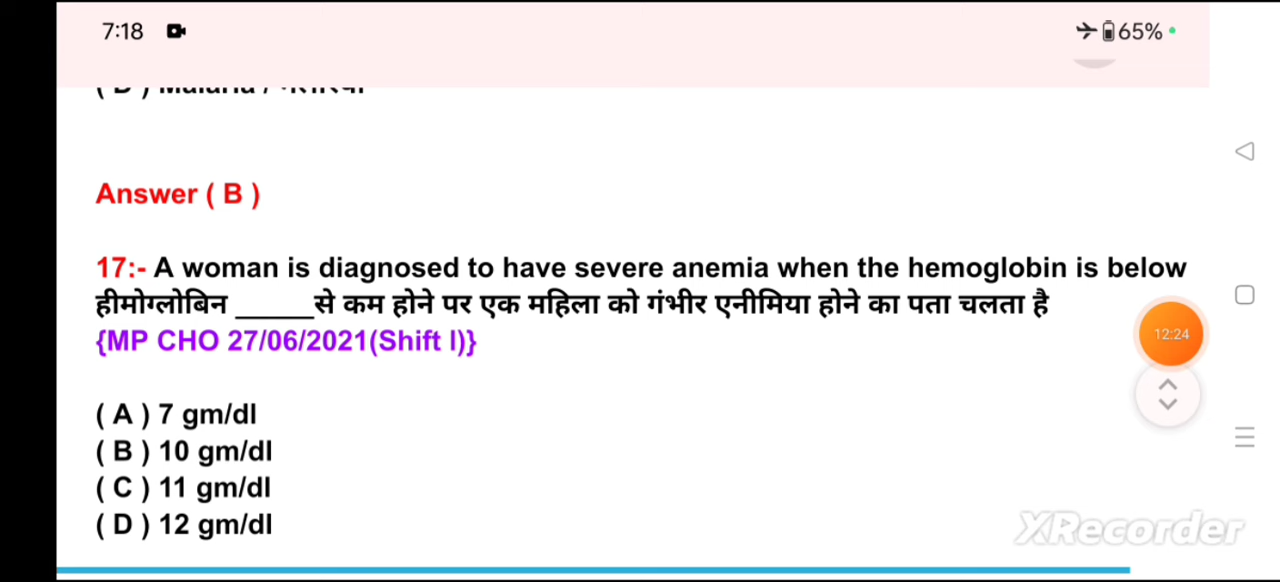 7:18
65%
Answer ( B )
17:- A woman is diagnosed to have severe anemia when the hemoglobin is below
हीमोग्लोबिन ______से कम होने पर एक महिला को गंभीर एनीमिया होने का पता चलता है
{MP CHO 27/06/2021(Shift I)}
12:24
( A ) 7 gm/dl
( B ) 10 gm/dl
( C ) 11 gm/dl
( D ) 12 gm/dl
XRecorder